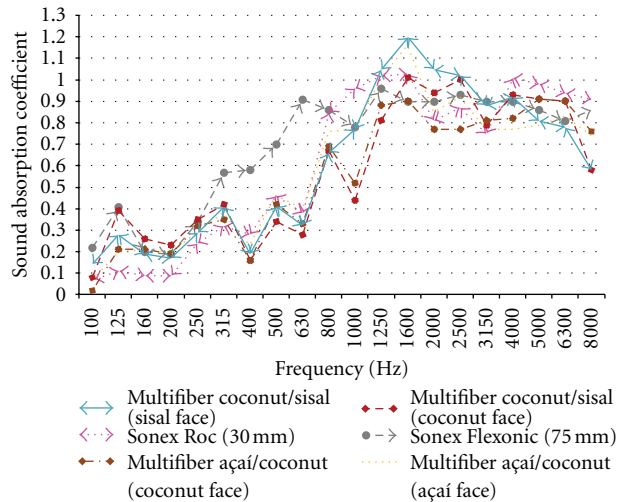 Sound absorption coefficient
1.3
1.2
1.1
1
0.9
0.8
0.7
0.6
0.5
0.4
0.3
0.2
0.1
0
100
125
160
200
250
315
400
500
630
800
1000
1250
1600
2000
2500
3150
4000
5000
6300
8000
Frequency (Hz)
Multifiber coconut/sisal
(sisal face)
Multifiber coconut/sisal
(coconut face)
Sonex Roc (30 mm)
Sonex Flexonic (75 mm)
Multifiber açaí/coconut
(coconut face)
Multifiber açaí/coconut
(açaí face)